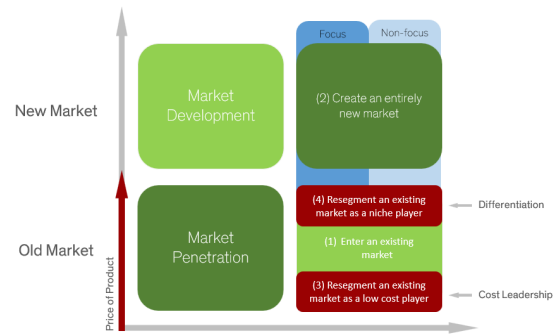 Focus
Non-focus
New Market
Market
Development
(2) Create an entirely
new market
Old Market
Market
Penetration
(4) Resegment an existing
market as a niche player
Differentiation
(1) Enter an existing
market
(3) Resegment an existing
market as a low cost player
Cost Leadership
Price of Product